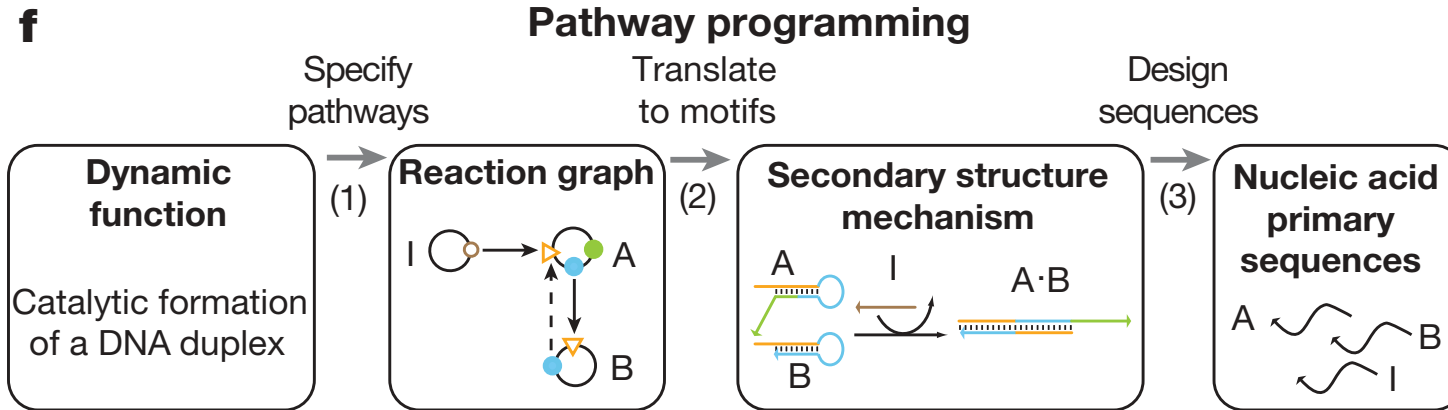 f
Pathway programming
Specify
pathways
Translate
to motifs
Design
sequences
(1)
(2)
(3)
Dynamic
function
Catalytic formation
of a DNA duplex
Reaction graph
I
A
B
Secondary structure
mechanism
A
I
A·B
B
Nucleic acid
primary
sequences
A
B
I